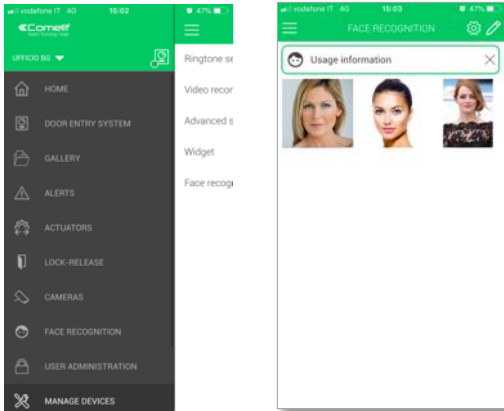 vodafone IT 4G 15:02 47%
Comelit
UFFICIO BG
HOME
DOOR ENTRY SYSTEM
GALLERY
ALERTS
ACTUATORS
LOCK-RELEASE
CAMERAS
FACE RECOGNITION
USER ADMINISTRATION
MANAGE DEVICES
Ringtone se
Video recor
Advanced s
Widget
Face recog
vodafone IT 4G 15:03 47%
FACE RECOGNITION
Usage information